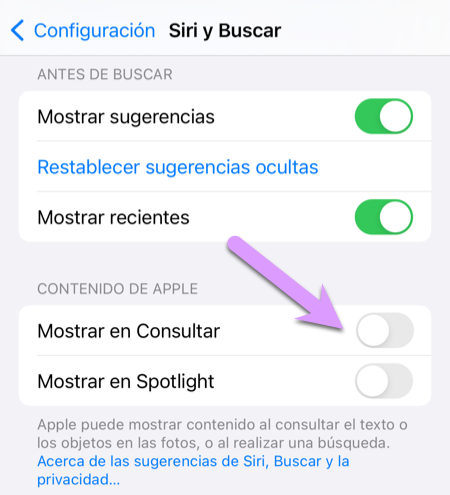 Configuración Siri y Buscar
ANTES DE BUSCAR
Mostrar sugerencias
Restablecer sugerencias ocultas
Mostrar recientes
CONTENIDO DE APPLE
Mostrar en Consultar
Mostrar en Spotlight
Apple puede mostrar contenido al consultar el texto o
los objetos en las fotos, o al realizar una búsqueda.
Acerca de las sugerencias de Siri, Buscar y la
privacidad...